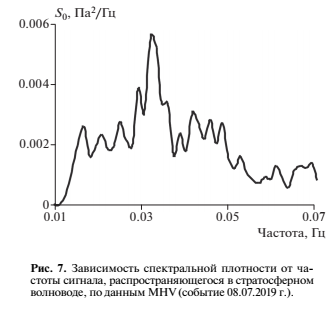 S₀, Па²/Гц
0.006
0.004
0.002
0
0.01 0.03 0.05 0.07
Частота, Гц
Рис. 7. Зависимость спектральной плотности от ча-
стоты сигнала, распространяющегося в стратосферном
волноводе, по данным MHV (событие 08.07.2019 г.).